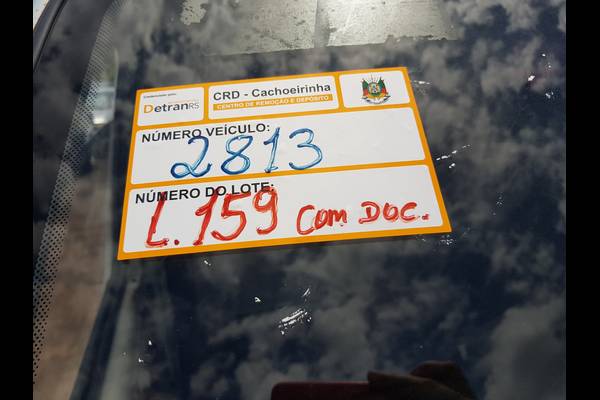 DetranRS
CRD - Cachoeirinha
CENTRO DE REMOÇÃO E DEPÓSITO
NÚMERO VEÍCULO:
2813
NÚMERO DO LOTE:
L.159 COM DOC.